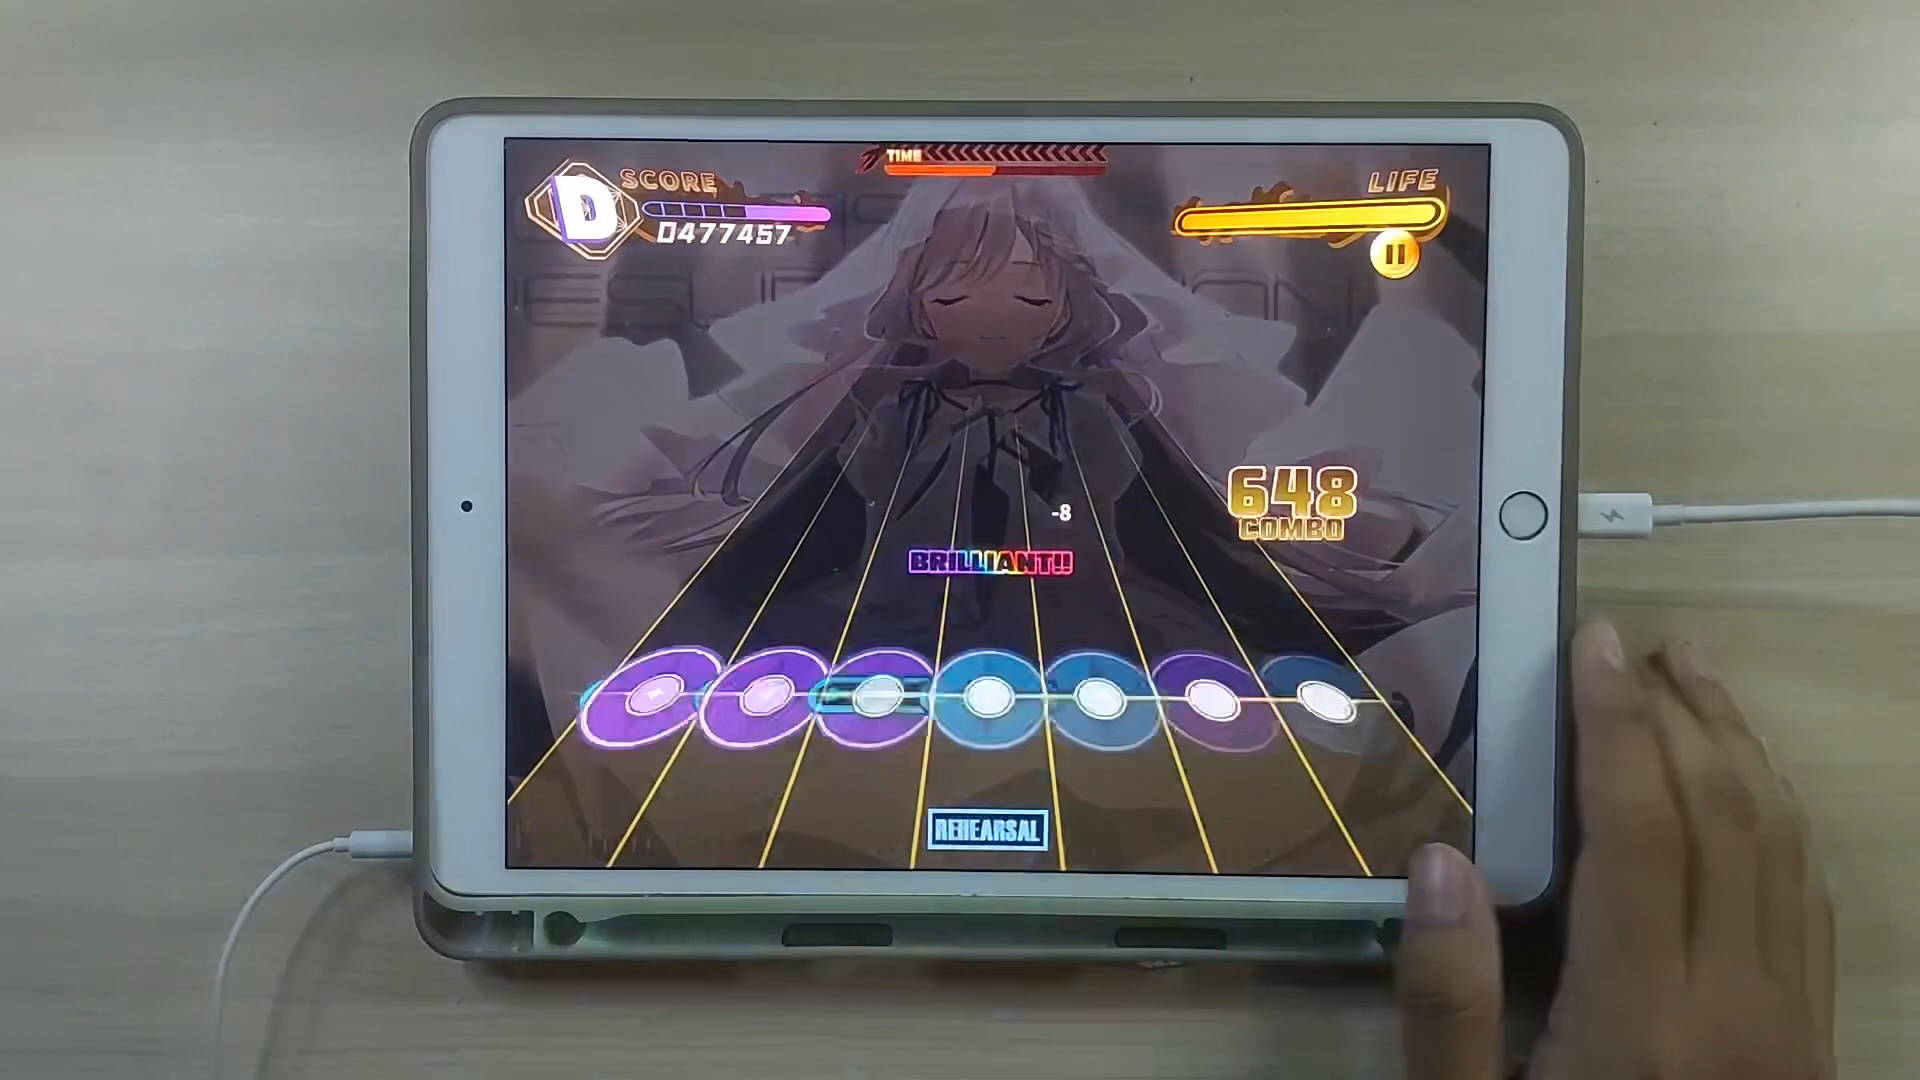 TIME
D
SCORE
0477457
LIFE
648
COMBO
-8
BRILLIANT!!
REHEARSAL